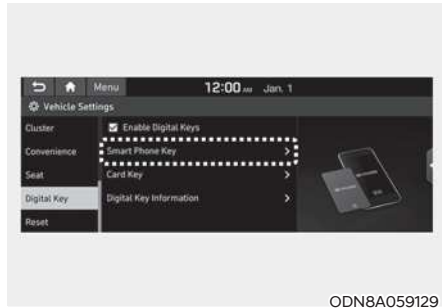 Menu 12:00 AM Jan. 1
Vehicle Settings
Cluster
Enable Digital Keys
Convenience
Smart Phone Key
Seat
Card Key
Digital Key
Digital Key Information
Reset
ODN8A059129